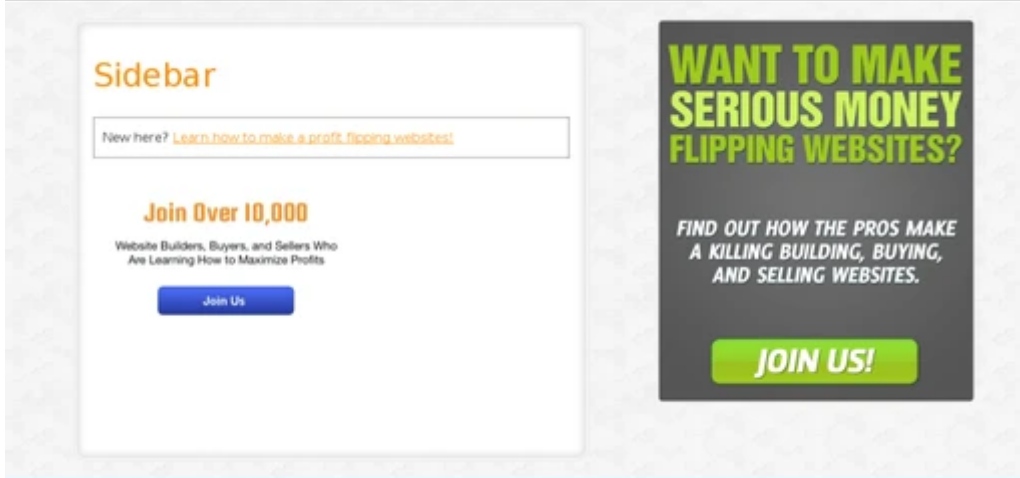 Sidebar
New here? Learn how to make a profit flipping websites!
Join Over 10,000
Website Builders, Buyers, and Sellers Who
Are Learning How to Maximize Profits
Join Us
WANT TO MAKE
SERIOUS MONEY
FLIPPING WEBSITES?
FIND OUT HOW THE PROS MAKE
A KILLING BUILDING, BUYING,
AND SELLING WEBSITES.
JOIN US!